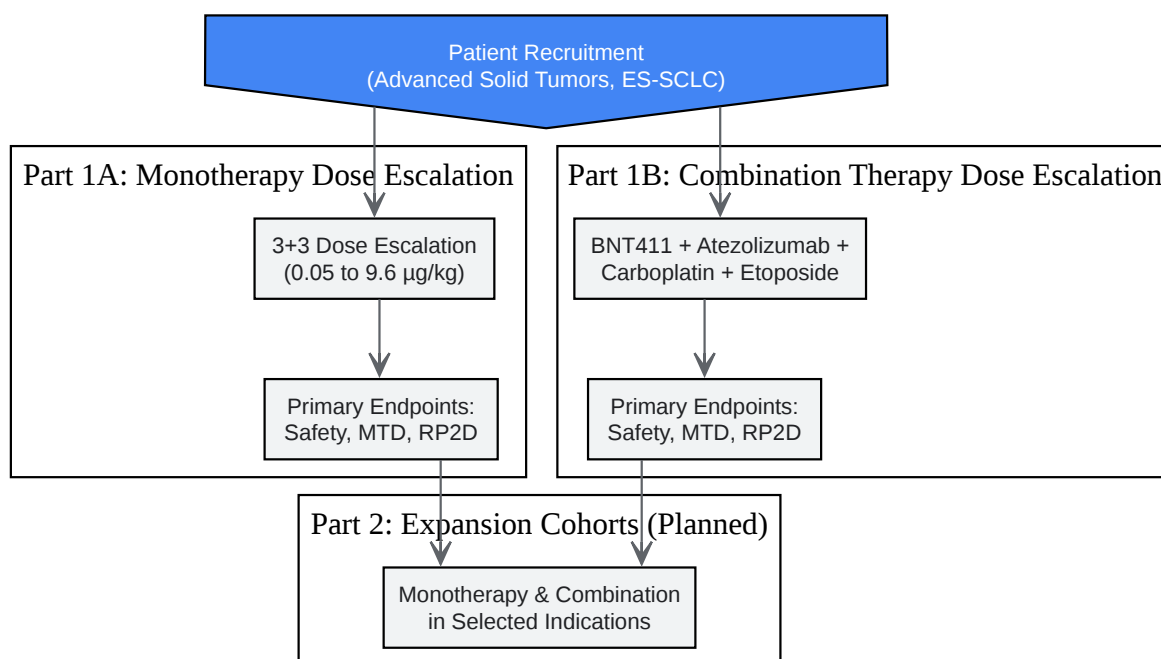 Patient Recruitment
(Advanced Solid Tumors, ES-SCLC)
Part 1A: Monotherapy Dose Escalation
3+3 Dose Escalation
(0.05 to 9.6 µg/kg)
Primary Endpoints:
Safety, MTD, RP2D
Part 1B: Combination Therapy Dose Escalation
BNT411 + Atezolizumab +
Carboplatin + Etoposide
Primary Endpoints:
Safety, MTD, RP2D
Part 2: Expansion Cohorts (Planned)
Monotherapy & Combination
in Selected Indications